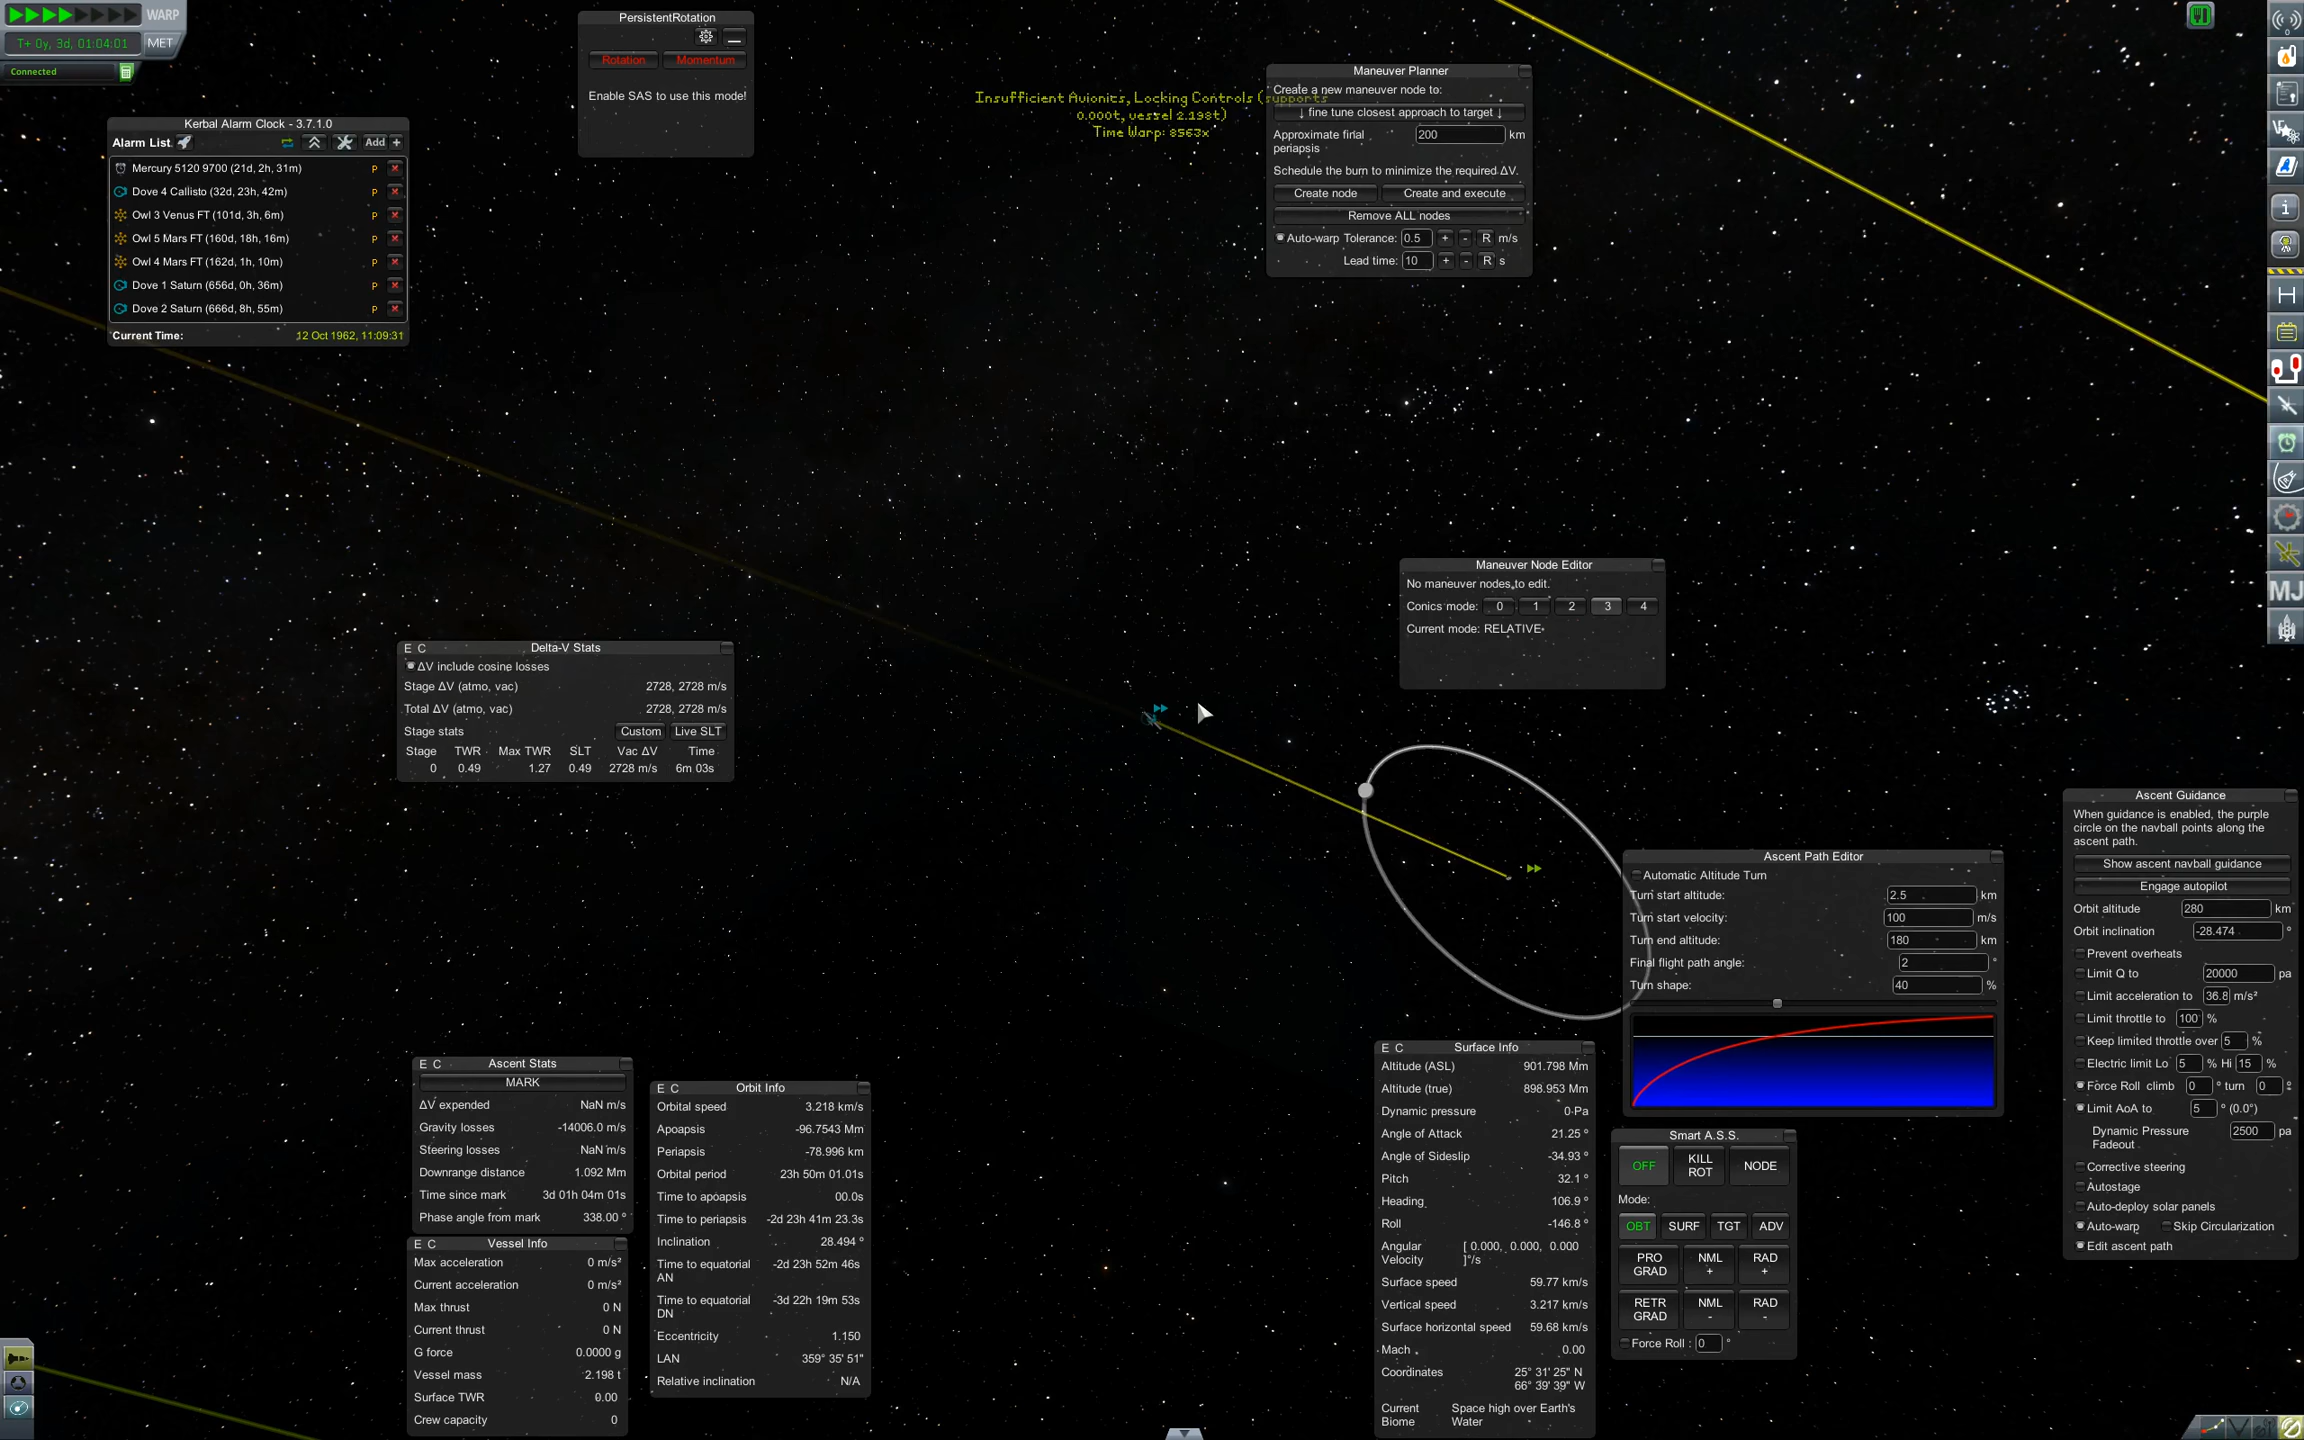 WARP
T+ 0y, 3d, 01:04:01 MET
Connected
0
PersistentRotation
Rotation Momentum
Enable SAS to use this mode!
Insufficient Avionics, Locking Controls (supports
0.000t, vessel 2.198t)
Time Warp: 8563x
Maneuver Planner
Create a new maneuver node to:
↓ fine tune closest approach to target ↓
Approximate final periapsis 200 km
Schedule the burn to minimize the required ΔV.
Create node Create and execute
Remove ALL nodes
Auto-warp Tolerance: 0.5 + - R m/s
Lead time: 10 + - R s
Kerbal Alarm Clock - 3.7.1.0
Alarm List Add +
Mercury 5120 9700 (21d, 2h, 31m) P
Dove 4 Callisto (32d, 23h, 42m) P
Owl 3 Venus FT (101d, 3h, 6m) P
Owl 5 Mars FT (160d, 18h, 16m) P
Owl 4 Mars FT (162d, 1h, 10m) P
Dove 1 Saturn (656d, 0h, 36m) P
Dove 2 Saturn (666d, 8h, 55m) P
Current Time: 12 Oct 1962, 11:09:31
MJ
Maneuver Node Editor
No maneuver nodes to edit.
Conics mode: 0 1 2 3 4
Current mode: RELATIVE
E C Delta-V Stats
ΔV include cosine losses
Stage ΔV (atmo, vac) 2728, 2728 m/s
Total ΔV (atmo, vac) 2728, 2728 m/s
Stage stats Custom Live SLT
Stage TWR Max TWR SLT Vac ΔV Time
0 0.49 1.27 0.49 2728 m/s 6m 03s
Ascent Path Editor
Automatic Altitude Turn
Turn start altitude: 2.5 km
Turn start velocity: 100 m/s
Turn end altitude: 180 km
Final flight path angle: 2 °
Turn shape: 40 %
Ascent Guidance
When guidance is enabled, the purple
circle on the navball points along the
ascent path.
Show ascent navball guidance
Engage autopilot
Orbit altitude 280 km
Orbit inclination -28.474 °
Prevent overheats
Limit Q to 20000 pa
Limit acceleration to 36.8 m/s²
Limit throttle to 100 %
Keep limited throttle over 5 %
Electric limit Lo 5 % Hi 15 %
Force Roll climb 0 ° turn 0 °
Limit AoA to 5 ° (0.0°)
Dynamic Pressure Fadeout 2500 pa
Corrective steering
Autostage
Auto-deploy solar panels
Auto-warp Skip Circularization
Edit ascent path
E C Ascent Stats
MARK
ΔV expended NaN m/s
Gravity losses -14006.0 m/s
Steering losses NaN m/s
Downrange distance 1.092 Mm
Time since mark 3d 01h 04m 01s
Phase angle from mark 338.00 °
E C Vessel Info
Max acceleration 0 m/s²
Current acceleration 0 m/s²
Max thrust 0 N
Current thrust 0 N
G force 0.0000 g
Vessel mass 2.198 t
Surface TWR 0.00
Crew capacity 0
E C Orbit Info
Orbital speed 3.218 km/s
Apoapsis -96.7543 Mm
Periapsis -78.996 km
Orbital period 23h 50m 01.01s
Time to apoapsis 00.0s
Time to periapsis -2d 23h 41m 23.3s
Inclination 28.494 °
Time to equatorial AN -2d 23h 52m 46s
Time to equatorial DN -3d 22h 19m 53s
Eccentricity 1.150
LAN 359° 35' 51"
Relative inclination N/A
E C Surface Info
Altitude (ASL) 901.798 Mm
Altitude (true) 898.953 Mm
Dynamic pressure 0 Pa
Angle of Attack 21.25 °
Angle of Sideslip -34.93 °
Pitch 32.1 °
Heading 106.9 °
Roll -146.8 °
Angular Velocity [ 0.000, 0.000, 0.000 ]°/s
Surface speed 59.77 km/s
Vertical speed 3.217 km/s
Surface horizontal speed 59.68 km/s
Mach 0.00
Coordinates 25° 31' 25" N
66° 39' 39" W
Current Biome Space high over Earth's Water
Smart A.S.S.
OFF KILL ROT NODE
Mode:
OBT SURF TGT ADV
PRO GRAD NML + RAD +
RETR GRAD NML - RAD -
Force Roll : 0 °